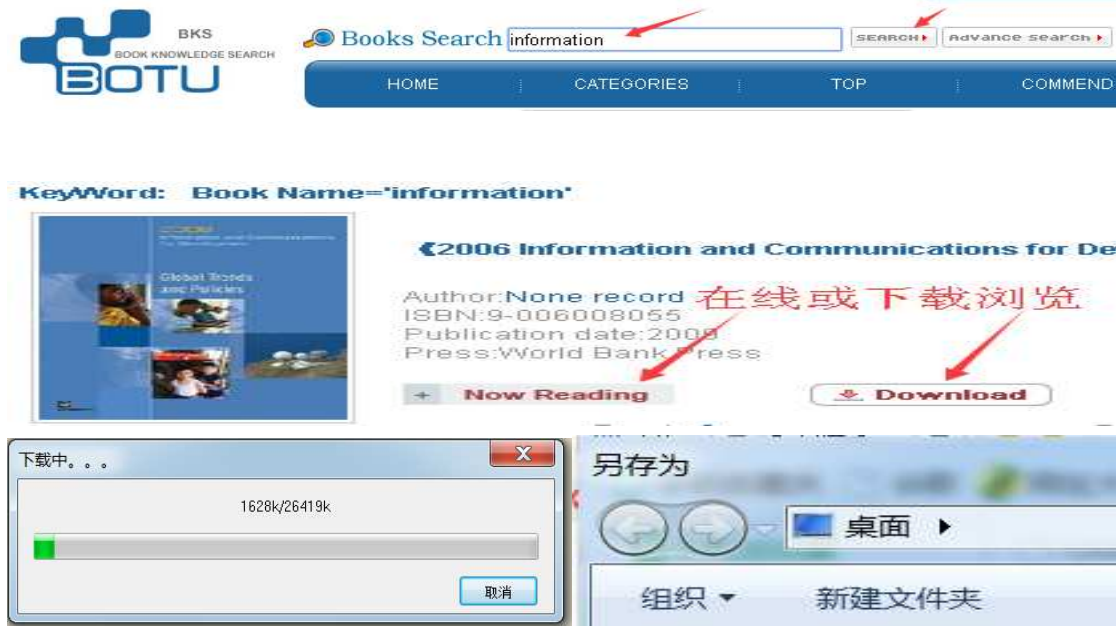 BKS
BOOK KNOWLEDGE SEARCH
BOTU
Books Search information SEARCH Advance search
HOME CATEGORIES TOP COMMEND
KeyWord: Book Name='information'
Global Trends
and Policies
《2006 Information and Communications for De
Author:None record 在线或下载浏览
ISBN:9-006008055
Publication date:2009
Press:World Bank Press
+ Now Reading Download
下载中。。。
1628k/26419k
取消
另存为
桌面
组织 新建文件夹